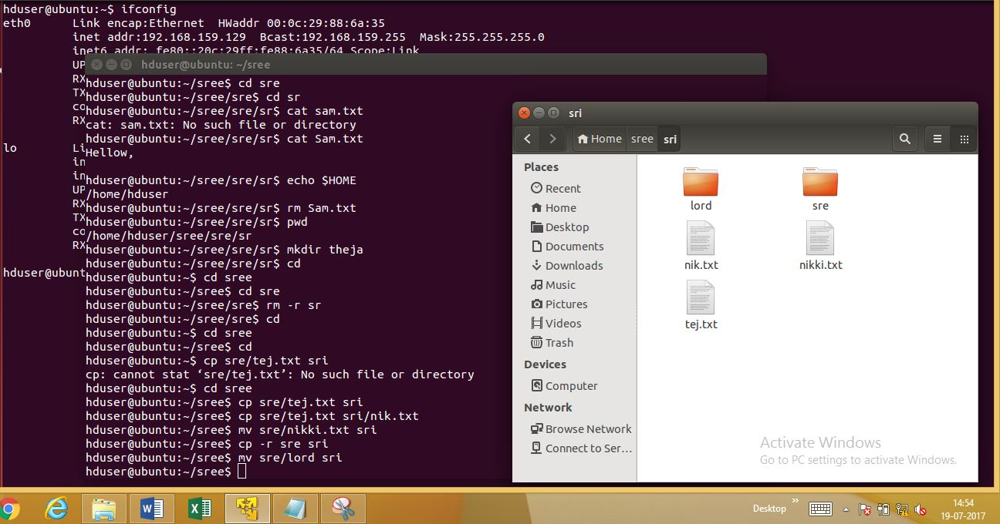 hduser@ubuntu:~$ ifconfig
eth0 Link encap:Ethernet HWaddr 00:0c:29:88:6a:35
inet addr:192.168.159.129 Bcast:192.168.159.255 Mask:255.255.255.0
inet6 addr: fe80::20c:29ff:fe88:6a35/64 Scope:Link
UP
RX
TX
co
RX
lo Li
in
in
UP
RX
TX
co
RX
hduser@ubunt
hduser@ubuntu: ~/sree
hduser@ubuntu:~/sree$ cd sre
hduser@ubuntu:~/sree/sre$ cd sr
hduser@ubuntu:~/sree/sre/sr$ cat sam.txt
cat: sam.txt: No such file or directory
hduser@ubuntu:~/sree/sre/sr$ cat Sam.txt
Hellow,
hduser@ubuntu:~/sree/sre/sr$ echo $HOME
/home/hduser
hduser@ubuntu:~/sree/sre/sr$ rm Sam.txt
hduser@ubuntu:~/sree/sre/sr$ pwd
/home/hduser/sree/sre/sr
hduser@ubuntu:~/sree/sre/sr$ mkdir theja
hduser@ubuntu:~/sree/sre/sr$ cd
hduser@ubuntu:~$ cd sree
hduser@ubuntu:~/sree$ cd sre
hduser@ubuntu:~/sree/sre$ rm -r sr
hduser@ubuntu:~/sree/sre$ cd
hduser@ubuntu:~$ cd sree
hduser@ubuntu:~/sree$ cd
hduser@ubuntu:~$ cp sre/tej.txt sri
cp: cannot stat ‘sre/tej.txt’: No such file or directory
hduser@ubuntu:~$ cd sree
hduser@ubuntu:~/sree$ cp sre/tej.txt sri
hduser@ubuntu:~/sree$ cp sre/tej.txt sri/nik.txt
hduser@ubuntu:~/sree$ mv sre/nikki.txt sri
hduser@ubuntu:~/sree$ cp -r sre sri
hduser@ubuntu:~/sree$ mv sre/lord sri
hduser@ubuntu:~/sree$
sri
Home sree sri
Places
Recent
Home
Desktop
Documents
Downloads
Music
Pictures
Videos
Trash
Devices
Computer
Network
Browse Network
Connect to Ser...
lord sre
nik.txt nikki.txt
tej.txt
Activate Windows
Go to PC settings to activate Windows.
Desktop
14:54
19-07-2017